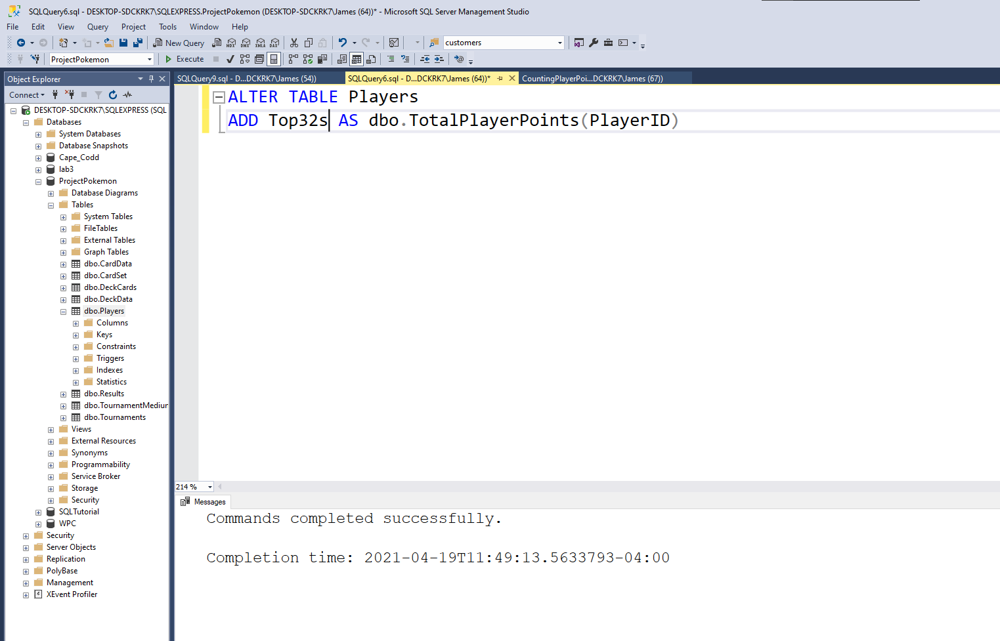 SQLQuery6.sql - DESKTOP-SDCKRK7\SQLEXPRESS.ProjectPokemon (DESKTOP-SDCKRK7\James (64))* - Microsoft SQL Server Management Studio
File Edit View Query Project Tools Window Help
New Query MDX DMX XMLA DAX customers
ProjectPokemon Execute
Object Explorer
SQLQuery9.sql - D...DCKRK7\James (54)) SQLQuery6.sql - D...DCKRK7\James (64))* CountingPlayerPoi...DCKRK7\James (67))
Connect
ALTER TABLE Players
ADD Top32s AS dbo.TotalPlayerPoints(PlayerID)
DESKTOP-SDCKRK7\SQLEXPRESS (SQL
Databases
System Databases
Database Snapshots
Cape_Codd
lab3
ProjectPokemon
Database Diagrams
Tables
System Tables
FileTables
External Tables
Graph Tables
dbo.CardData
dbo.CardSet
dbo.DeckCards
dbo.DeckData
dbo.Players
Columns
Keys
Constraints
Triggers
Indexes
Statistics
dbo.Results
dbo.TournamentMedium
dbo.Tournaments
Views
External Resources
Synonyms
Programmability
Service Broker
Storage
Security
SQLTutorial
WPC
Security
Server Objects
Replication
PolyBase
Management
XEvent Profiler
214 %
Messages
Commands completed successfully.
Completion time: 2021-04-19T11:49:13.5633793-04:00